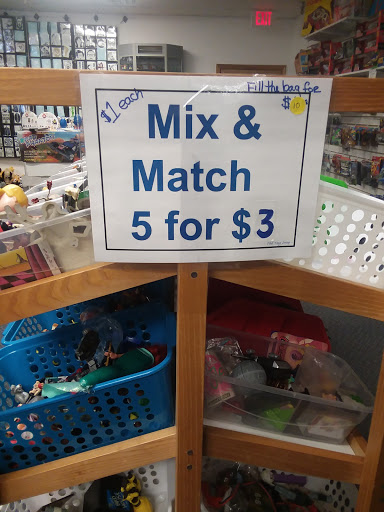 EXIT
$1 each
Fill the bag for
$10
Mix &
Match
5 for $3